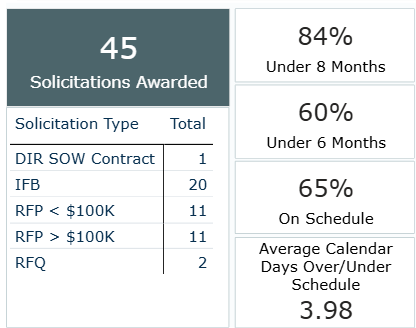 45
Solicitations Awarded
Solicitation Type Total
DIR SOW Contract 1
IFB 20
RFP < $100K 11
RFP > $100K 11
RFQ 2
84%
Under 8 Months
60%
Under 6 Months
65%
On Schedule
Average Calendar
Days Over/Under
Schedule
3.98